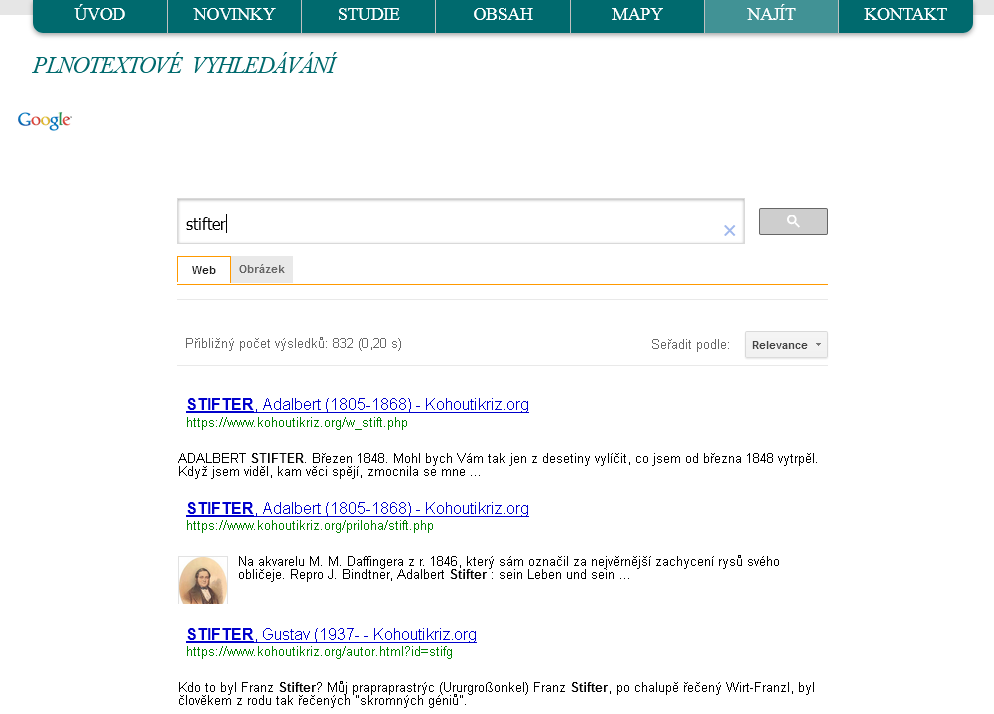 ÚVOD NOVINKY STUDIE OBSAH MAPY NAJÍT KONTAKT
PLNOTEXTOVÉ VYHLEDÁVÁNÍ
Google
stifter
Web Obrázek
Přibližný počet výsledků: 832 (0,20 s) Seřadit podle: Relevance
STIFTER, Adalbert (1805-1868) - Kohoutikriz.org
https://www.kohoutikriz.org/w_stift.php
ADALBERT STIFTER. Březen 1848. Mohl bych Vám tak jen z desetiny vylíčit, co jsem od března 1848 vytrpěl.
Když jsem viděl, kam věci spějí, zmocnila se mne ...
STIFTER, Adalbert (1805-1868) - Kohoutikriz.org
https://www.kohoutikriz.org/priloha/stift.php
Na akvarelu M. M. Daffingera z r. 1846, který sám označil za nejvěrnější zachycení rysů svého
obličeje. Repro J. Bindtner, Adalbert Stifter : sein Leben und sein ...
STIFTER, Gustav (1937- - Kohoutikriz.org
https://www.kohoutikriz.org/autor.html?id=stifg
Kdo to byl Franz Stifter? Můj prapraprastrýc (Ururgroßonkel) Franz Stifter, po chalupě řečený Wirt-Franzl, byl
člověkem z rodu tak řečených "skromných géniů".